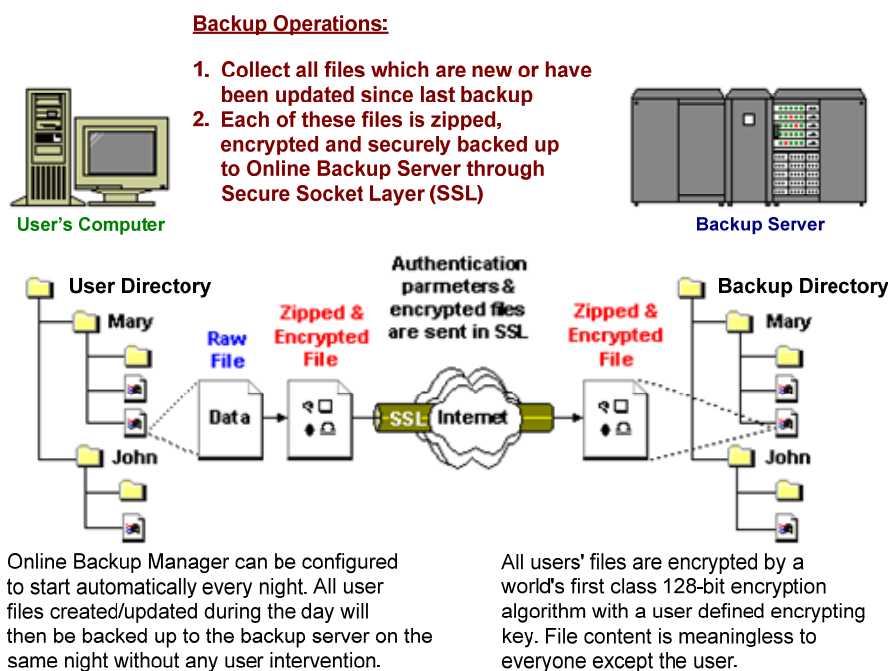 Backup Operations:
1. Collect all files which are new or have
been updated since last backup
2. Each of these files is zipped,
encrypted and securely backed up
to Online Backup Server through
Secure Socket Layer (SSL)
User's Computer
Backup Server
User Directory
Mary
John
Raw
File
Data
Zipped &
Encrypted
File
Authentication
parmeters &
encrypted files
are sent in SSL
SSL
Internet
Zipped &
Encrypted
File
Backup Directory
Mary
John
Online Backup Manager can be configured
to start automatically every night. All user
files created/updated during the day will
then be backed up to the backup server on the
same night without any user intervention.
All users' files are encrypted by a
world's first class 128-bit encryption
algorithm with a user defined encrypting
key. File content is meaningless to
everyone except the user.